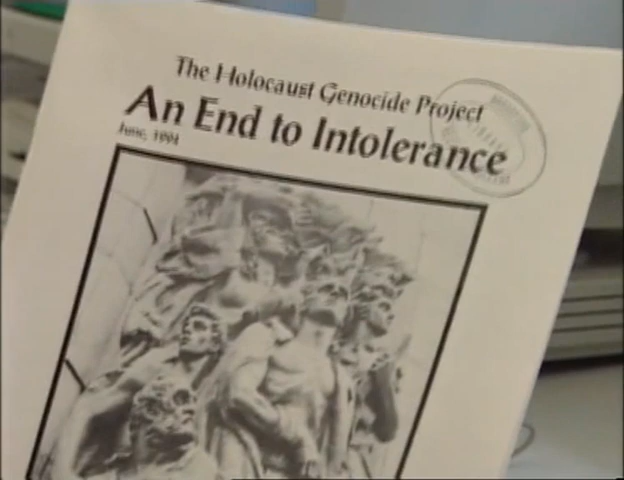 The Holocaust Genocide Project
An End to Intolerance
June, 1994